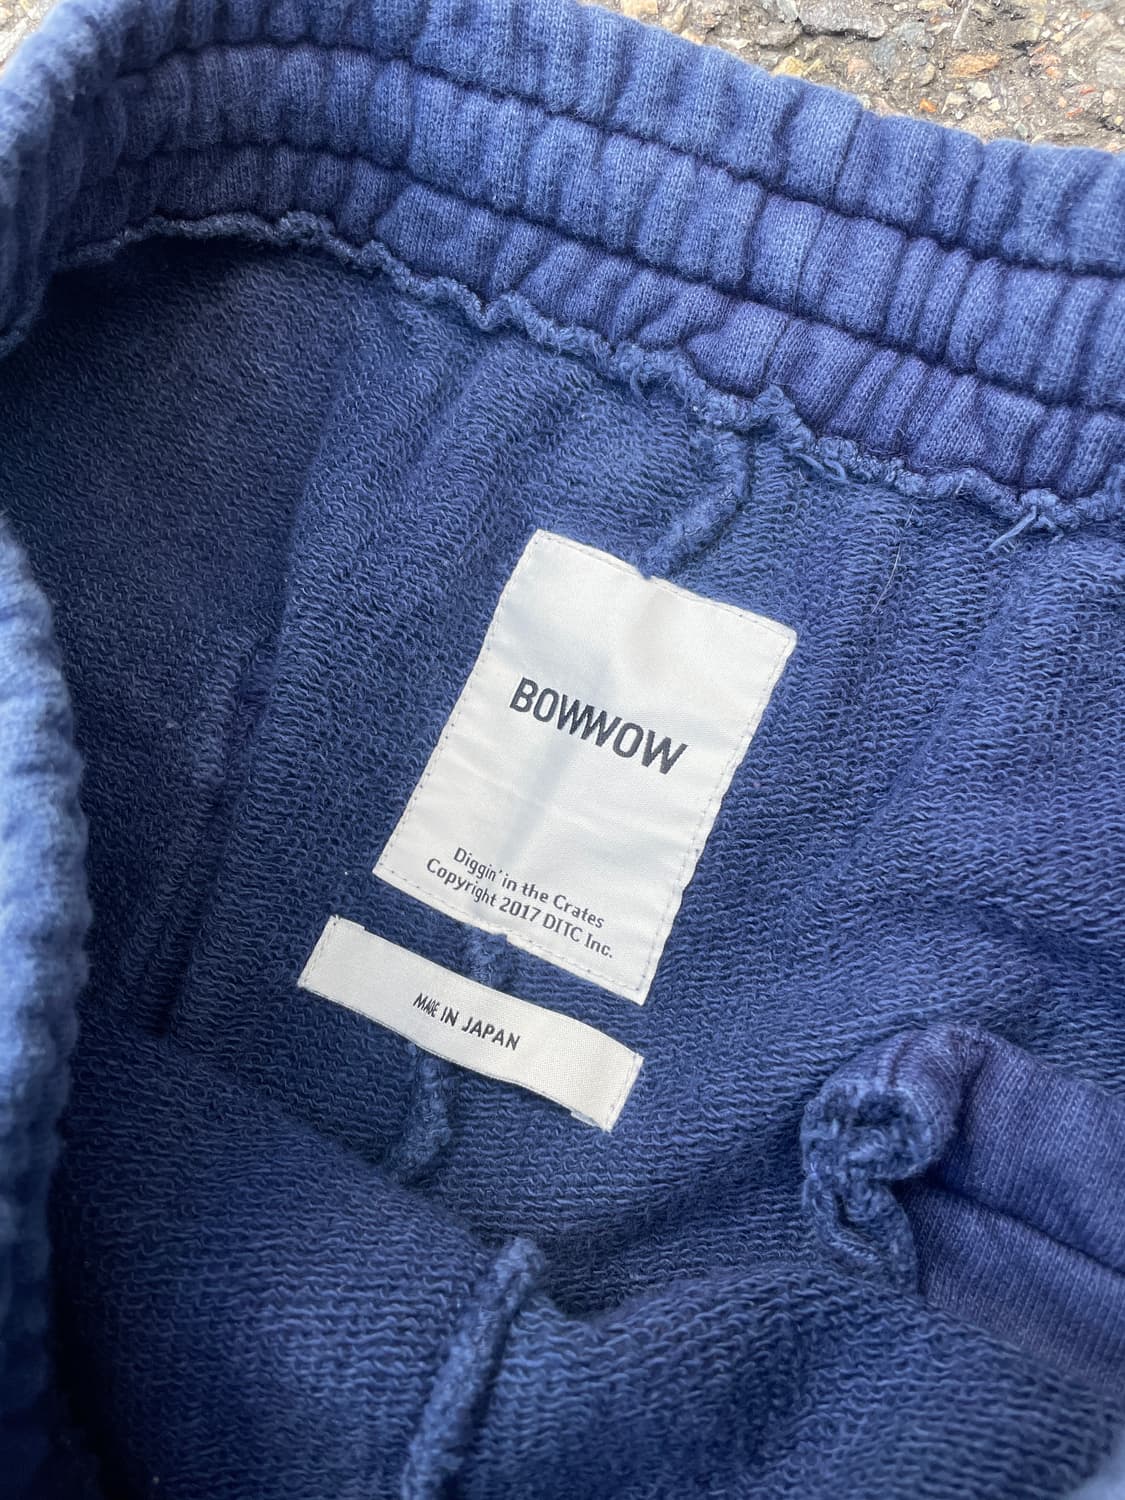 BOWWOW
Diggin' in the Crates
Copyright 2017 DITC Inc.
MADE IN JAPAN